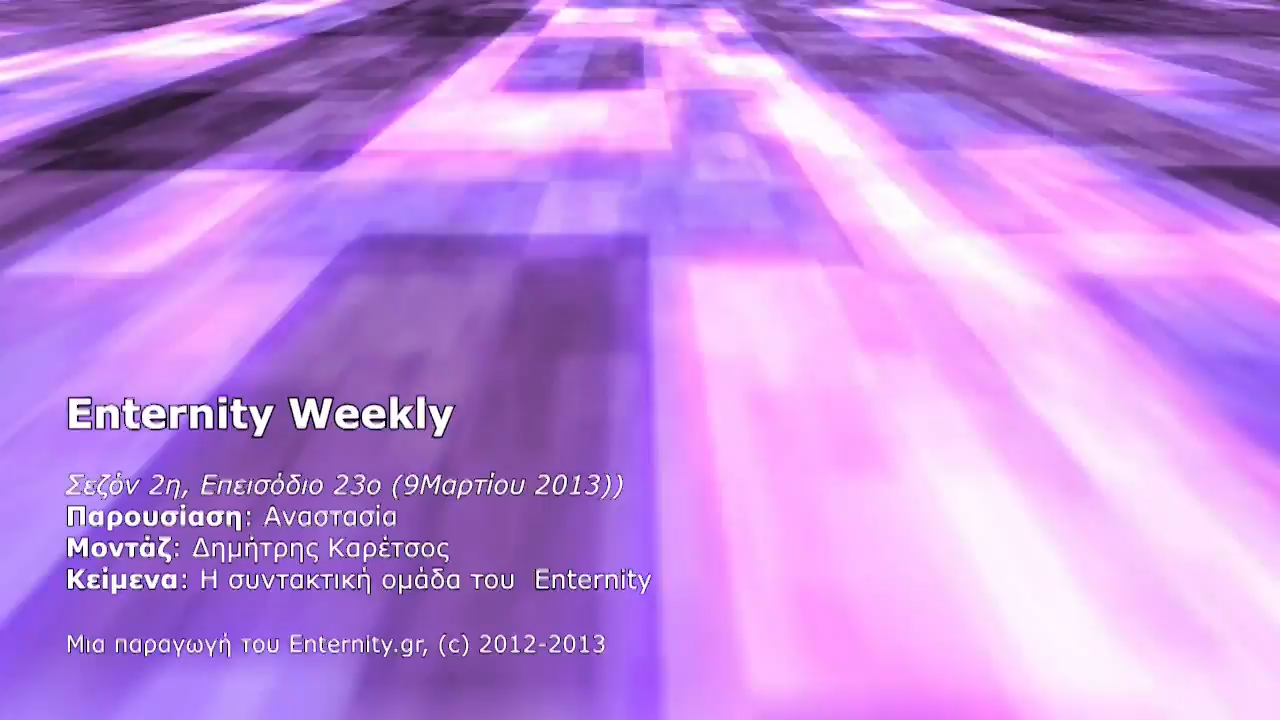 Enternity Weekly
Σεζόν 2η, Επεισόδιο 23ο (9Μαρτίου 2013))
Παρουσίαση: Αναστασία
Μοντάζ: Δημήτρης Καρέτσος
Κείμενα: Η συντακτική ομάδα του Enternity
Μια παραγωγή του Enternity.gr, (c) 2012-2013